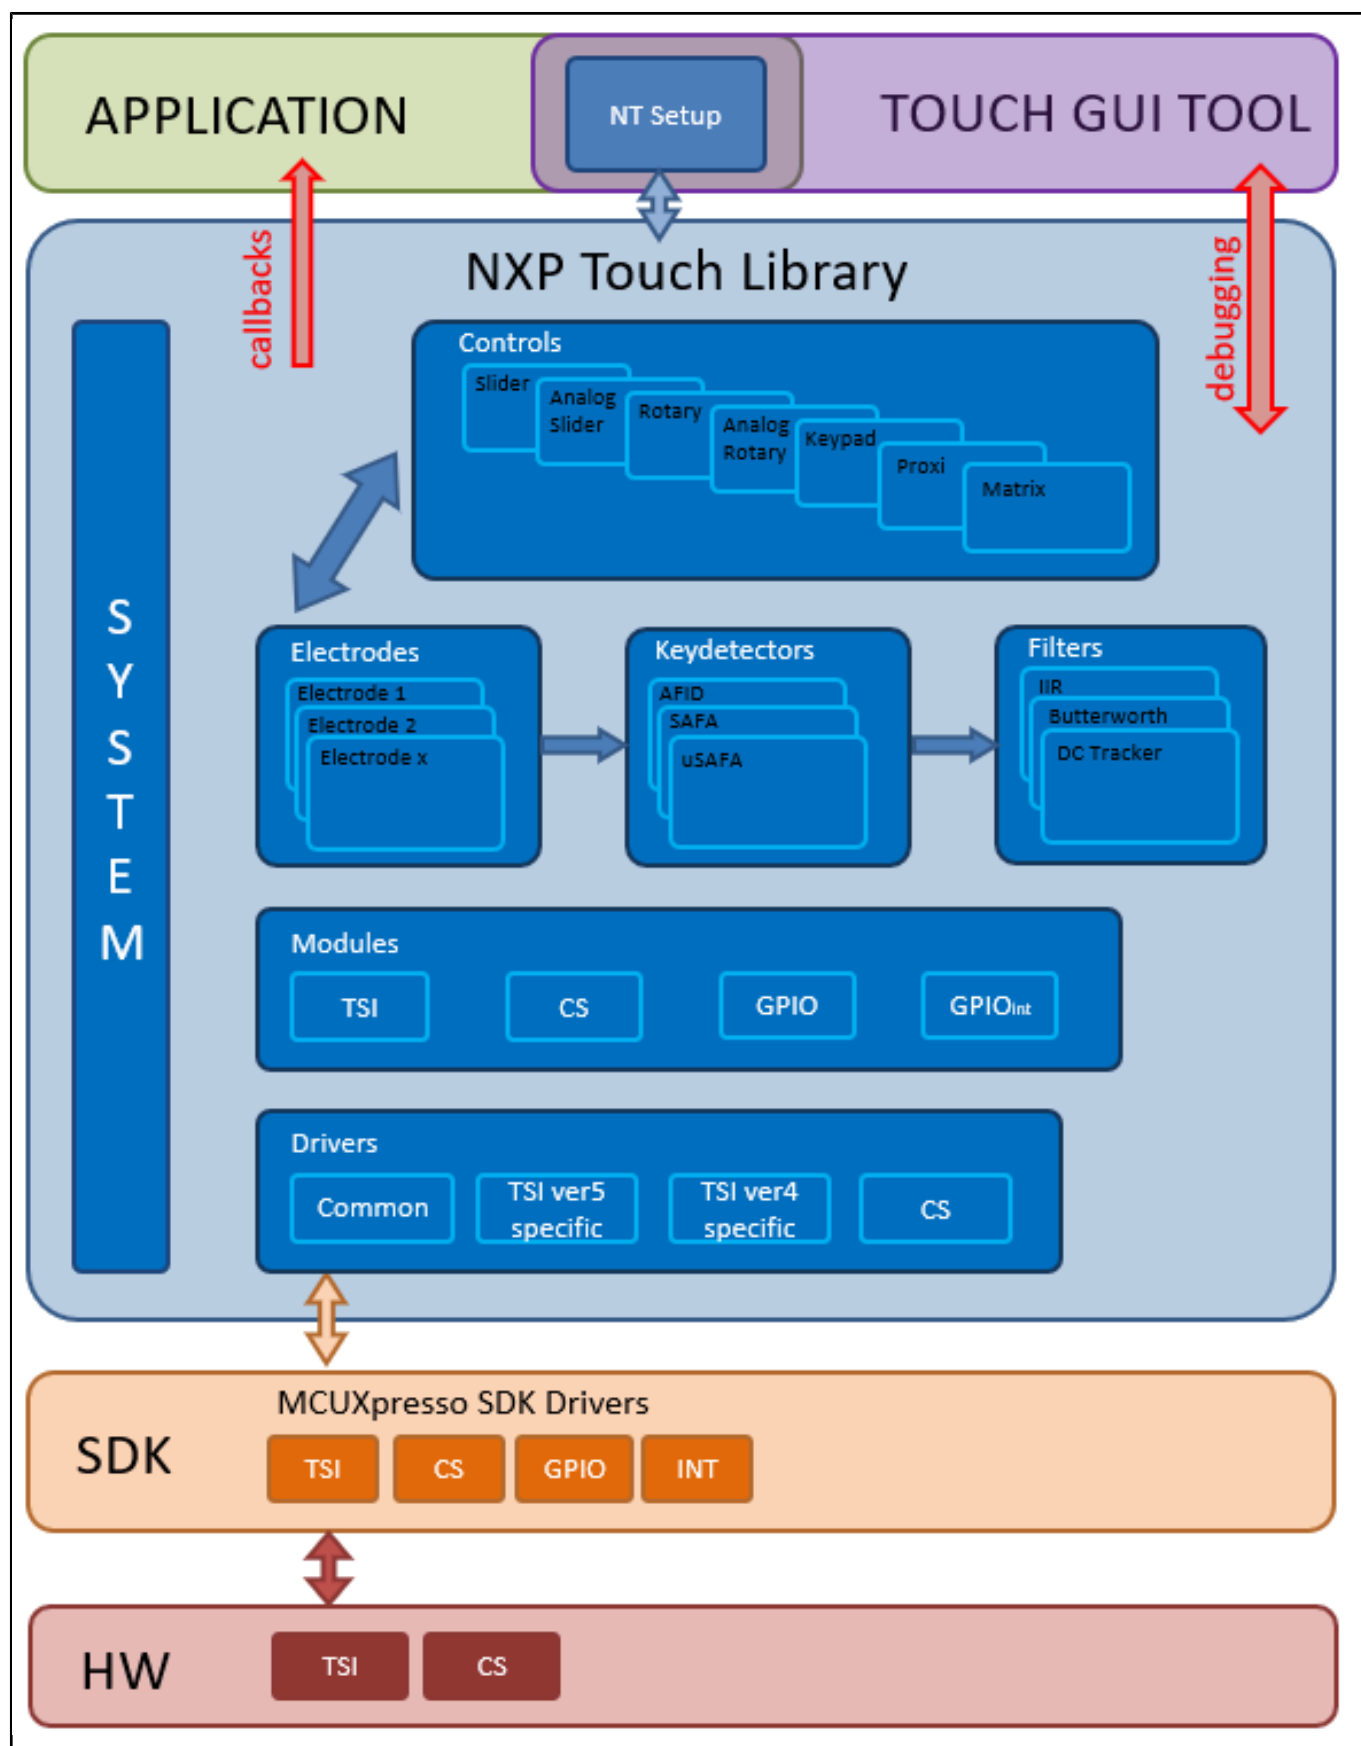 APPLICATION
NT Setup
TOUCH GUI TOOL
callbacks
debugging
NXP Touch Library
SYSTEM
Controls
Slider
Analog
Slider
Rotary
Analog
Rotary
Keypad
Proxi
Matrix
Electrodes
Electrode 1
Electrode 2
Electrode x
Keydetectors
AFID
SAFA
uSAFA
Filters
IIR
Butterworth
DC Tracker
Modules
TSI
CS
GPIO
GPIOInt
Drivers
Common
TSI ver5
specific
TSI ver4
specific
CS
SDK
MCUXpresso SDK Drivers
TSI
CS
GPIO
INT
HW
TSI
CS